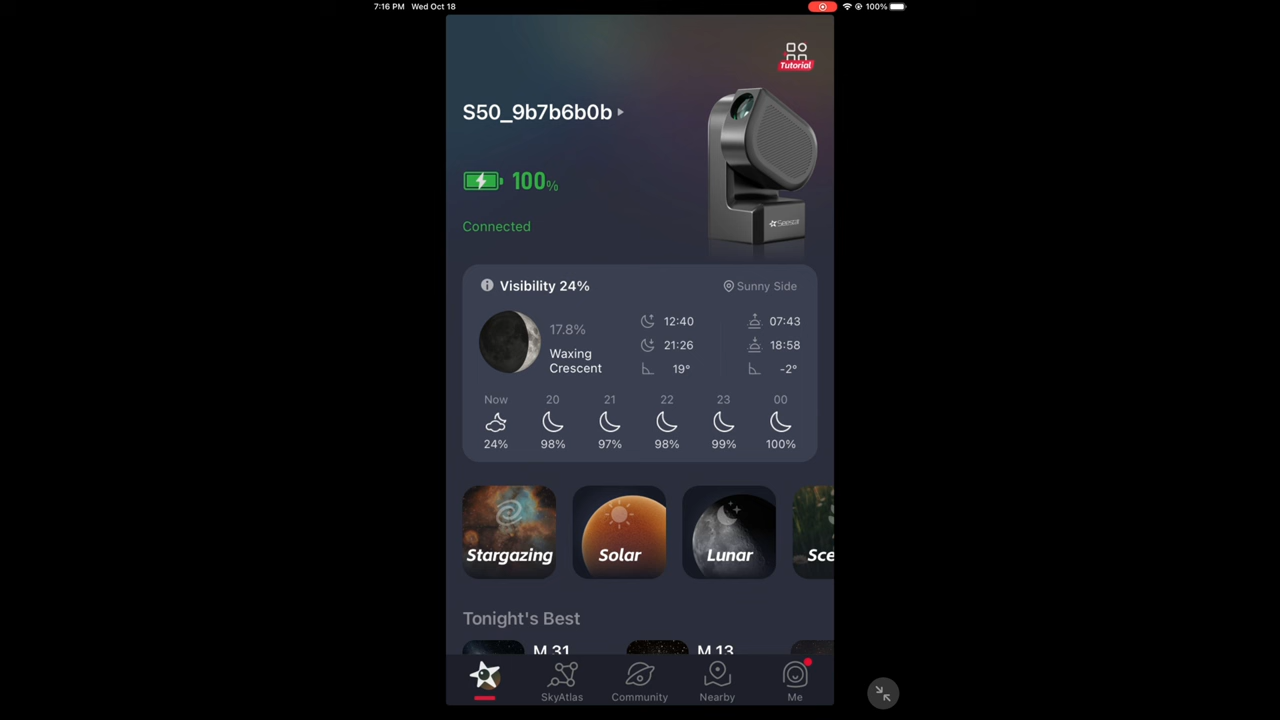 7:16 PM Wed Oct 18
100%
Tutorial
S50_9b7b6b0b
100%
Seestar
Connected
Visibility 24%
Sunny Side
17.8%
Waxing
Crescent
12:40
21:26
19°
07:43
18:58
-2°
Now 20 21 22 23 00
24% 98% 97% 98% 99% 100%
Stargazing
Solar
Lunar
Sce
Tonight's Best
M 31
M 13
SkyAtlas
Community
Nearby
Me